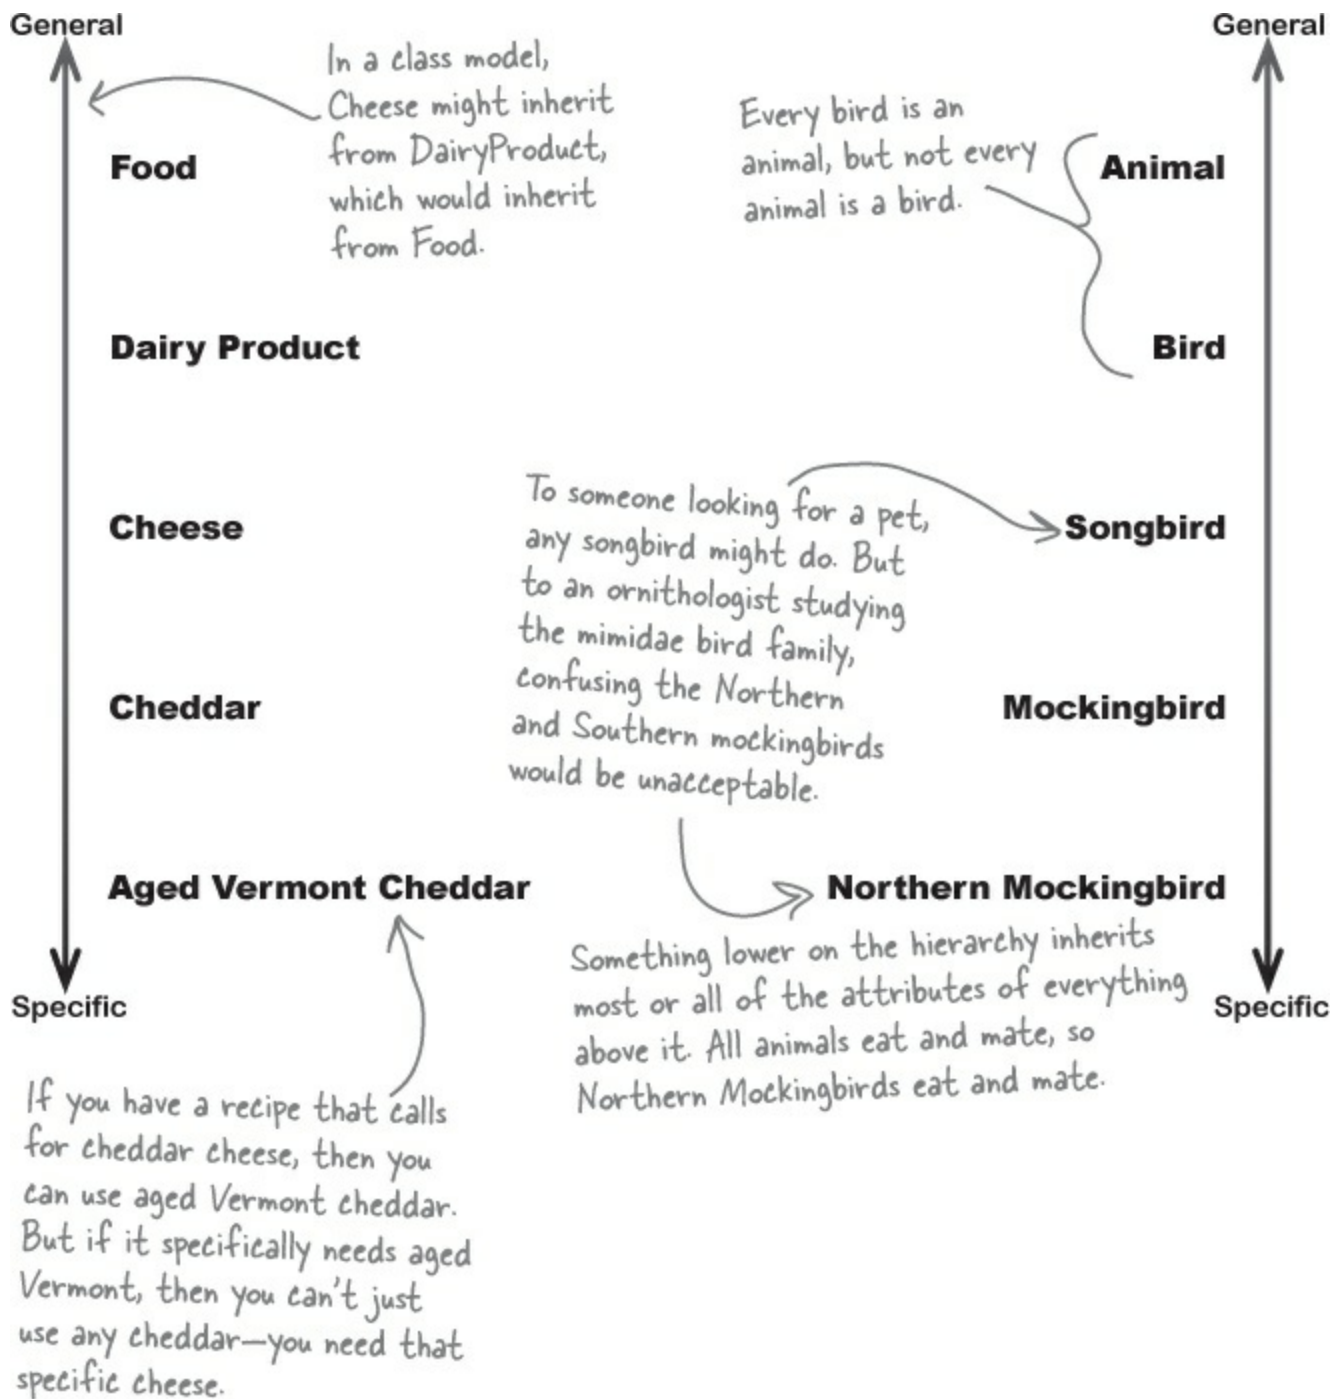 General
General
In a class model,
Cheese might inherit
from DairyProduct,
which would inherit
from Food.
Every bird is an
animal, but not every
animal is a bird.
Food
Animal
Dairy Product
Bird
To someone looking for a pet,
any songbird might do. But
to an ornithologist studying
the mimidae bird family,
confusing the Northern
and Southern mockingbirds
would be unacceptable.
Cheese
Songbird
Cheddar
Mockingbird
Aged Vermont Cheddar
Northern Mockingbird
Something lower on the hierarchy inherits
most or all of the attributes of everything
above it. All animals eat and mate, so
Northern Mockingbirds eat and mate.
Specific
Specific
If you have a recipe that calls
for cheddar cheese, then you
can use aged Vermont cheddar.
But if it specifically needs aged
Vermont, then you can't just
use any cheddar—you need that
specific cheese.